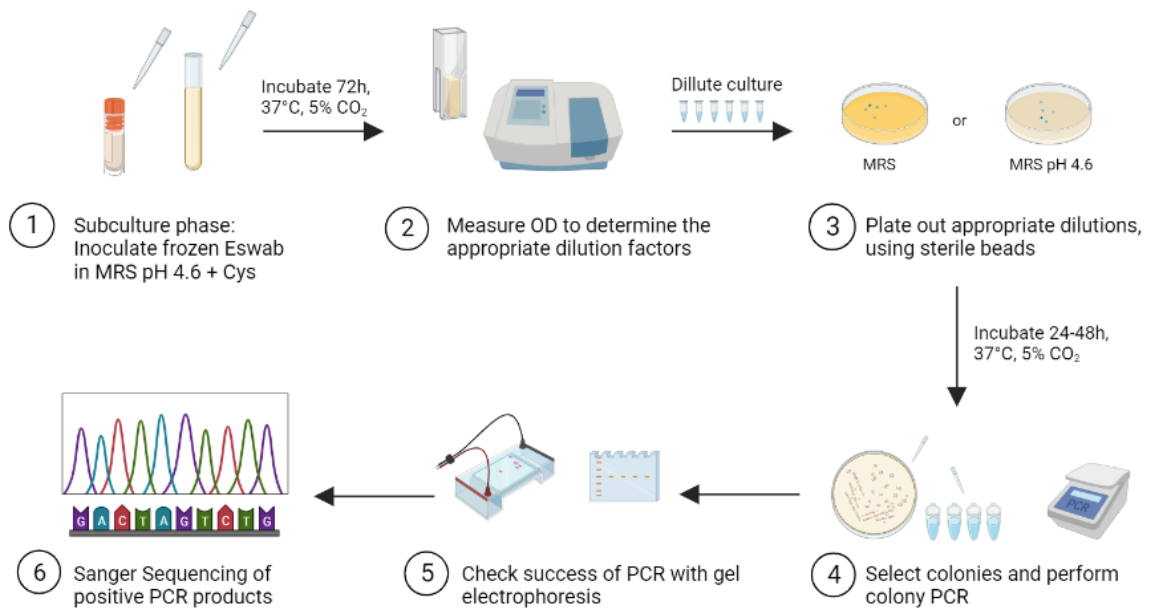 Incubate 72h,
37°C, 5% CO₂
Dillute culture
MRS
or
MRS pH 4.6
1
Subculture phase:
Inoculate frozen Eswab
in MRS pH 4.6 + Cys
2
Measure OD to determine the
appropriate dilution factors
3
Plate out appropriate dilutions,
using sterile beads
Incubate 24-48h,
37°C, 5% CO₂
PCR
4
Select colonies and perform
colony PCR
5
Check success of PCR with gel
electrophoresis
G A C T A G T C T G
6
Sanger Sequencing of
positive PCR products